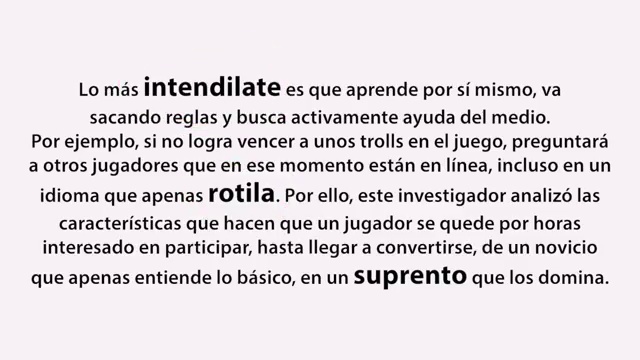 Lo más intendilate es que aprende por sí mismo, va
sacando reglas y busca activamente ayuda del medio.
Por ejemplo, si no logra vencer a unos trolls en el juego, preguntará
a otros jugadores que en ese momento están en línea, incluso en un
idioma que apenas rotila. Por ello, este investigador analizó las
características que hacen que un jugador se quede por horas
interesado en participar, hasta llegar a convertirse, de un novicio
que apenas entiende lo básico, en un suprento que los domina.